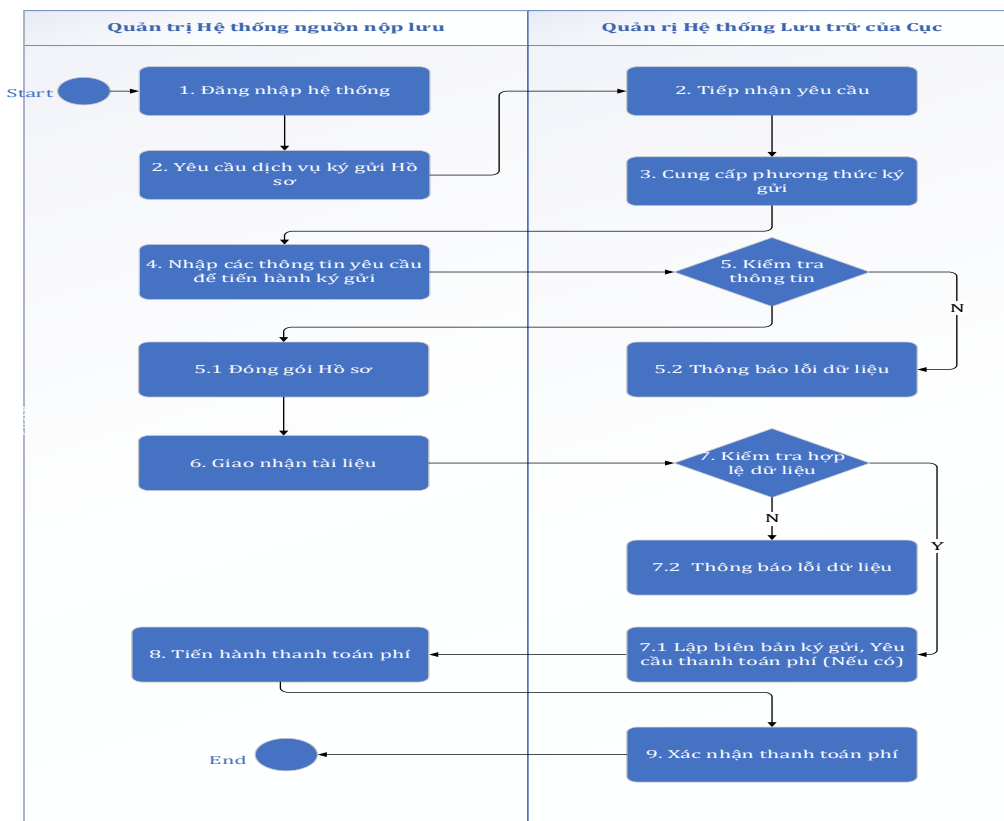 Quản trị Hệ thống nguồn nộp lưu
Quản rị Hệ thống Lưu trữ của Cục
Start
1. Đăng nhập hệ thống
2. Tiếp nhận yêu cầu
2. Yêu cầu dịch vụ ký gửi Hồ
sơ
3. Cung cấp phương thức ký
gửi
4. Nhập các thông tin yêu cầu
để tiến hành ký gửi
5. Kiểm tra
thông tin
N
5.1 Đóng gói Hồ sơ
5.2 Thông báo lỗi dữ liệu
6. Giao nhận tài liệu
7. Kiểm tra hợp
lệ dữ liệu
N
Y
7.2 Thông báo lỗi dữ liệu
8. Tiến hành thanh toán phí
7.1 Lập biên bản ký gửi, Yêu
cầu thanh toán phí (Nếu có)
End
9. Xác nhận thanh toán phí